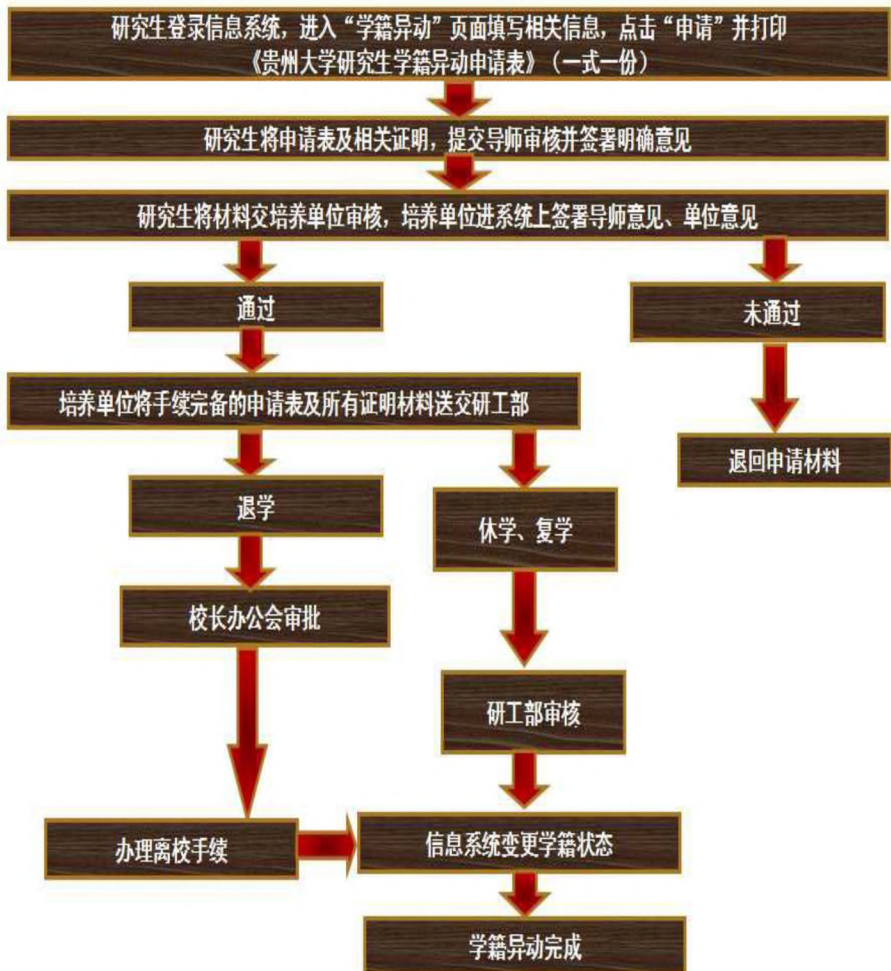 研究生登录信息系统，进入“学籍异动”页面填写相关信息，点击“申请”并打印
《贵州大学研究生学籍异动申请表》（一式一份）
研究生将申请表及相关证明，提交导师审核并签署明确意见
研究生将材料交培养单位审核，培养单位进系统上签署导师意见、单位意见
通过
未通过
培养单位将手续完备的申请表及所有证明材料送交研工部
退回申请材料
退学
休学、复学
校长办公会审批
研工部审核
办理离校手续
信息系统变更学籍状态
学籍异动完成